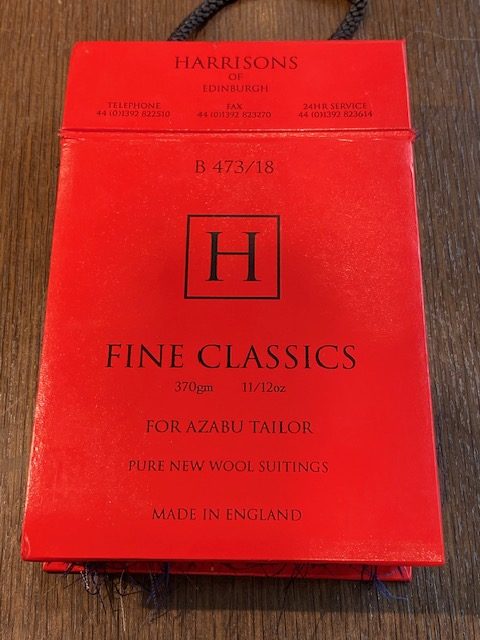 HARRISONS
OF
EDINBURGH
TELEPHONE FAX 24HR SERVICE
44 (0)1392 822510 44 (0)1392 823270 44 (0)1392 823614
B 473/18
H
FINE CLASSICS
370gm 11/12oz
FOR AZABU TAILOR
PURE NEW WOOL SUITINGS
MADE IN ENGLAND